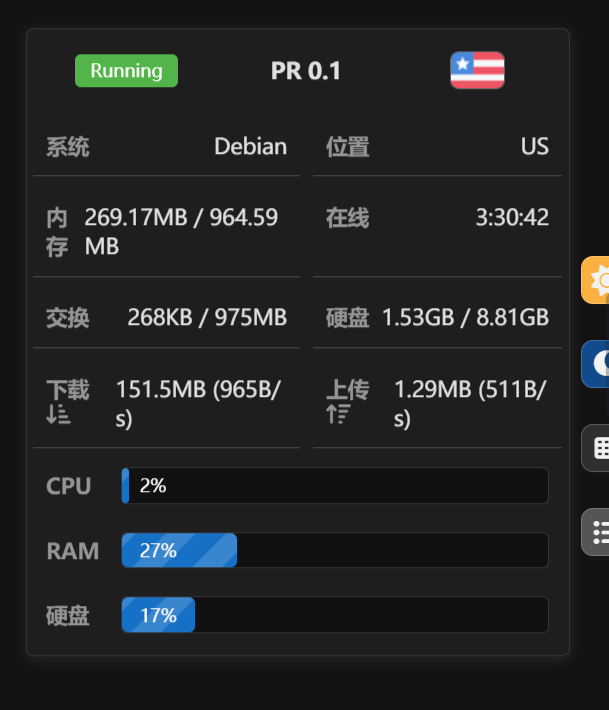 Running PR 0.1
系统 Debian 位置 US
内存 269.17MB / 964.59 MB 在线 3:30:42
交换 268KB / 975MB 硬盘 1.53GB / 8.81GB
下载 151.5MB (965B/s) 上传 1.29MB (511B/s)
CPU 2%
RAM 27%
硬盘 17%